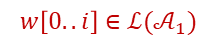 w[0..i] ∈ ℒ(𝒜₁)